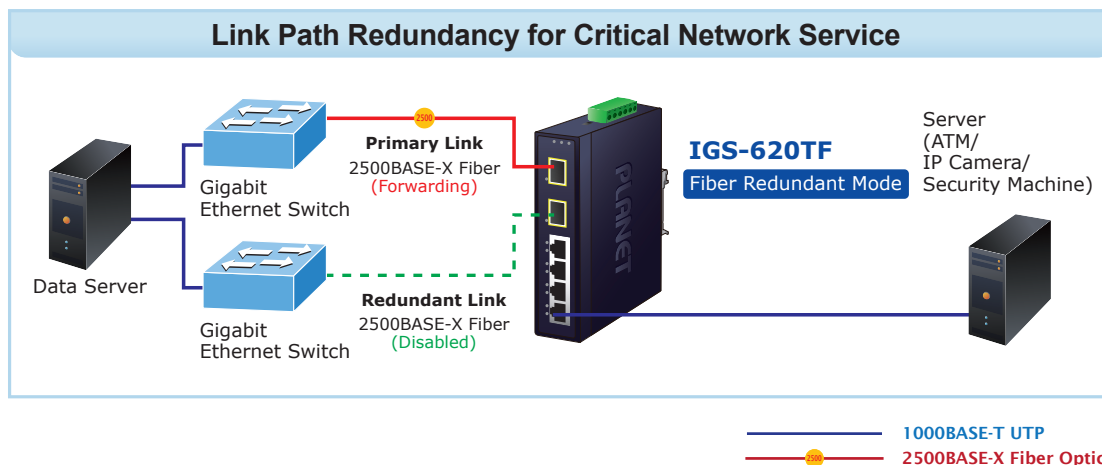 Link Path Redundancy for Critical Network Service
2500
Primary Link
2500BASE-X Fiber
(Forwarding)
Gigabit
Ethernet Switch
Data Server
Redundant Link
2500BASE-X Fiber
(Disabled)
Gigabit
Ethernet Switch
PLANET
IGS-620TF
Fiber Redundant Mode
Server
(ATM/
IP Camera/
Security Machine)
1000BASE-T UTP
2500
2500BASE-X Fiber Optic